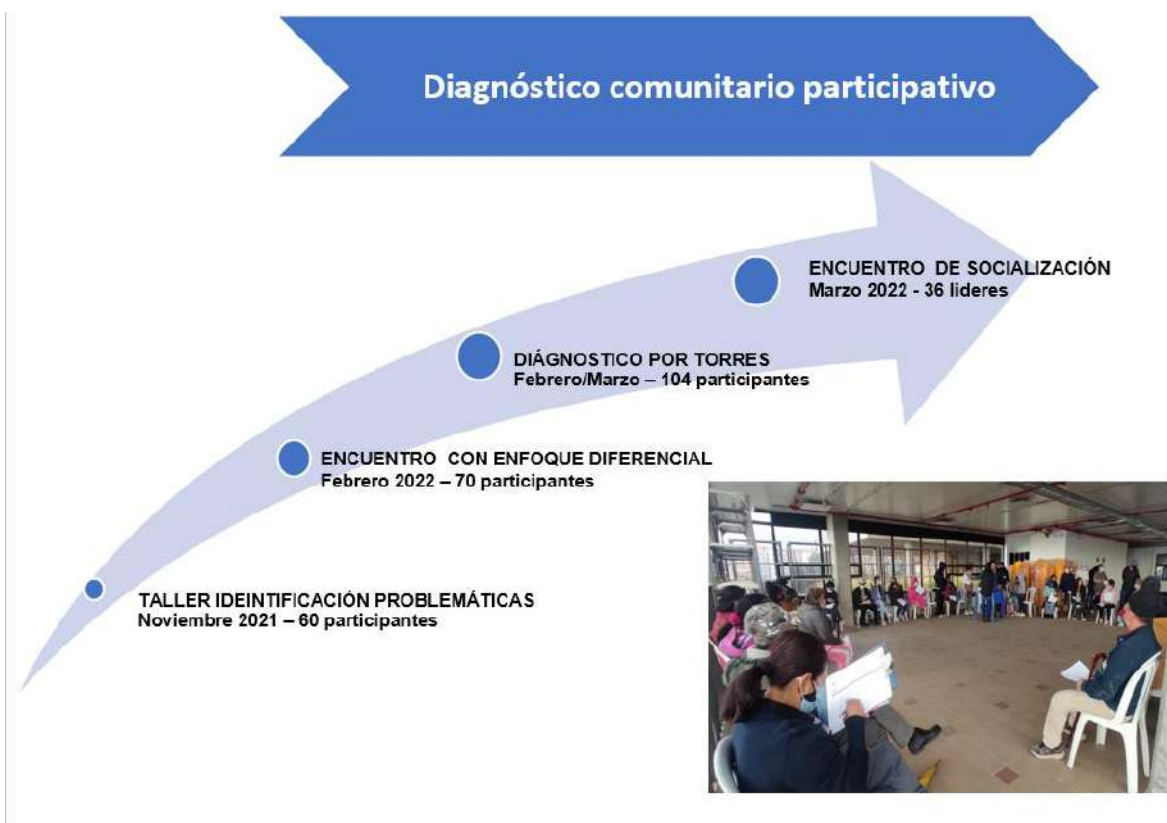 Diagnóstico comunitario participativo
ENCUENTRO DE SOCIALIZACIÓN
Marzo 2022 - 36 lideres
DIÁGNOSTICO POR TORRES
Febrero/Marzo – 104 participantes
ENCUENTRO CON ENFOQUE DIFERENCIAL
Febrero 2022 – 70 participantes
TALLER IDEINTIFICACIÓN PROBLEMÁTICAS
Noviembre 2021 – 60 participantes